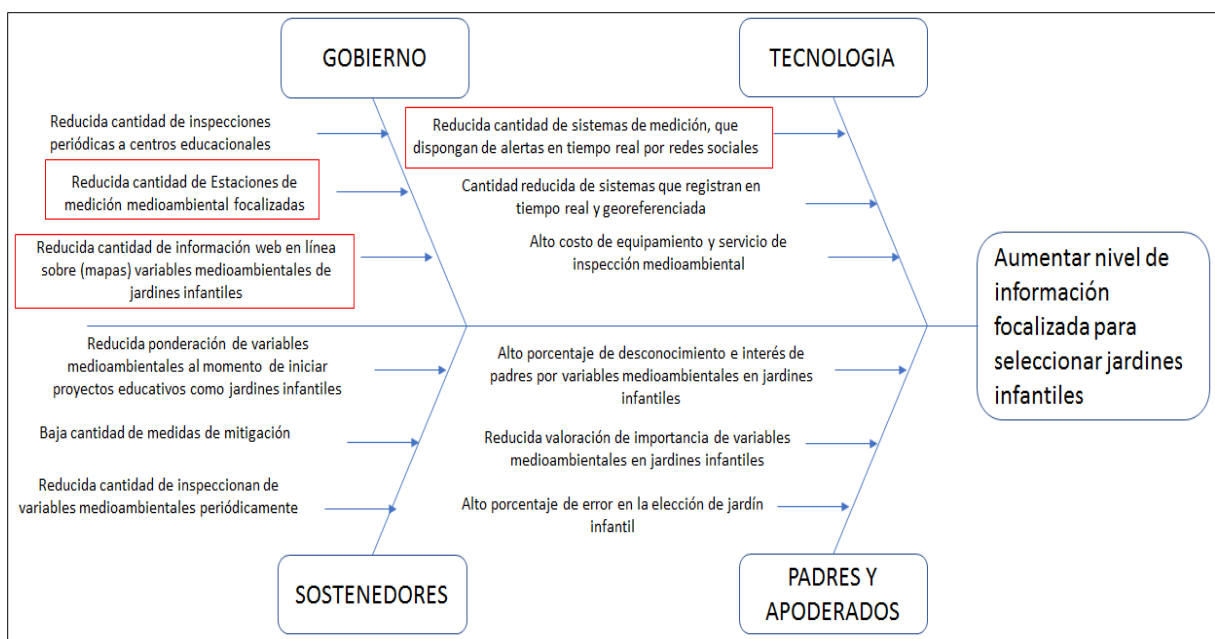 GOBIERNO
TECNOLOGIA
Reducida cantidad de inspecciones
periódicas a centros educacionales
Reducida cantidad de Estaciones de
medición medioambiental focalizadas
Reducida cantidad de información web en línea
sobre (mapas) variables medioambientales de
jardines infantiles
Reducida cantidad de sistemas de medición, que
dispongan de alertas en tiempo real por redes sociales
Cantidad reducida de sistemas que registran en
tiempo real y georeferenciada
Alto costo de equipamiento y servicio de
inspección medioambiental
Aumentar nivel de
información
focalizada para
seleccionar jardines
infantiles
Reducida ponderación de variables
medioambientales al momento de iniciar
proyectos educativos como jardines infantiles
Baja cantidad de medidas de mitigación
Reducida cantidad de inspeccionan de
variables medioambientales periódicamente
Alto porcentaje de desconocimiento e interés de
padres por variables medioambientales en jardines
infantiles
Reducida valoración de importancia de variables
medioambientales en jardines infantiles
Alto porcentaje de error en la elección de jardín
infantil
SOSTENEDORES
PADRES Y
APODERADOS